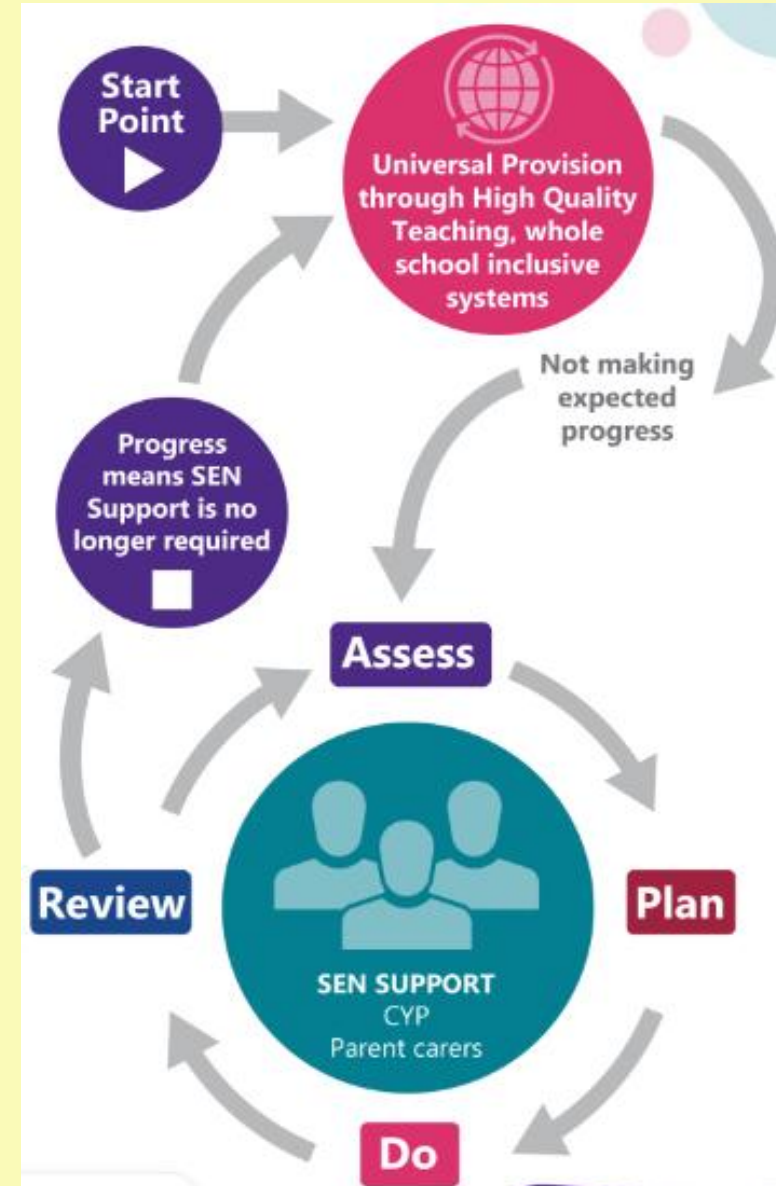 Start
Point
Universal Provision
through High Quality
Teaching, whole
school inclusive
systems
Not making
expected
progress
Progress
means SEN
Support is no
longer required
Assess
Review
Plan
SEN SUPPORT
CYP
Parent carers
Do